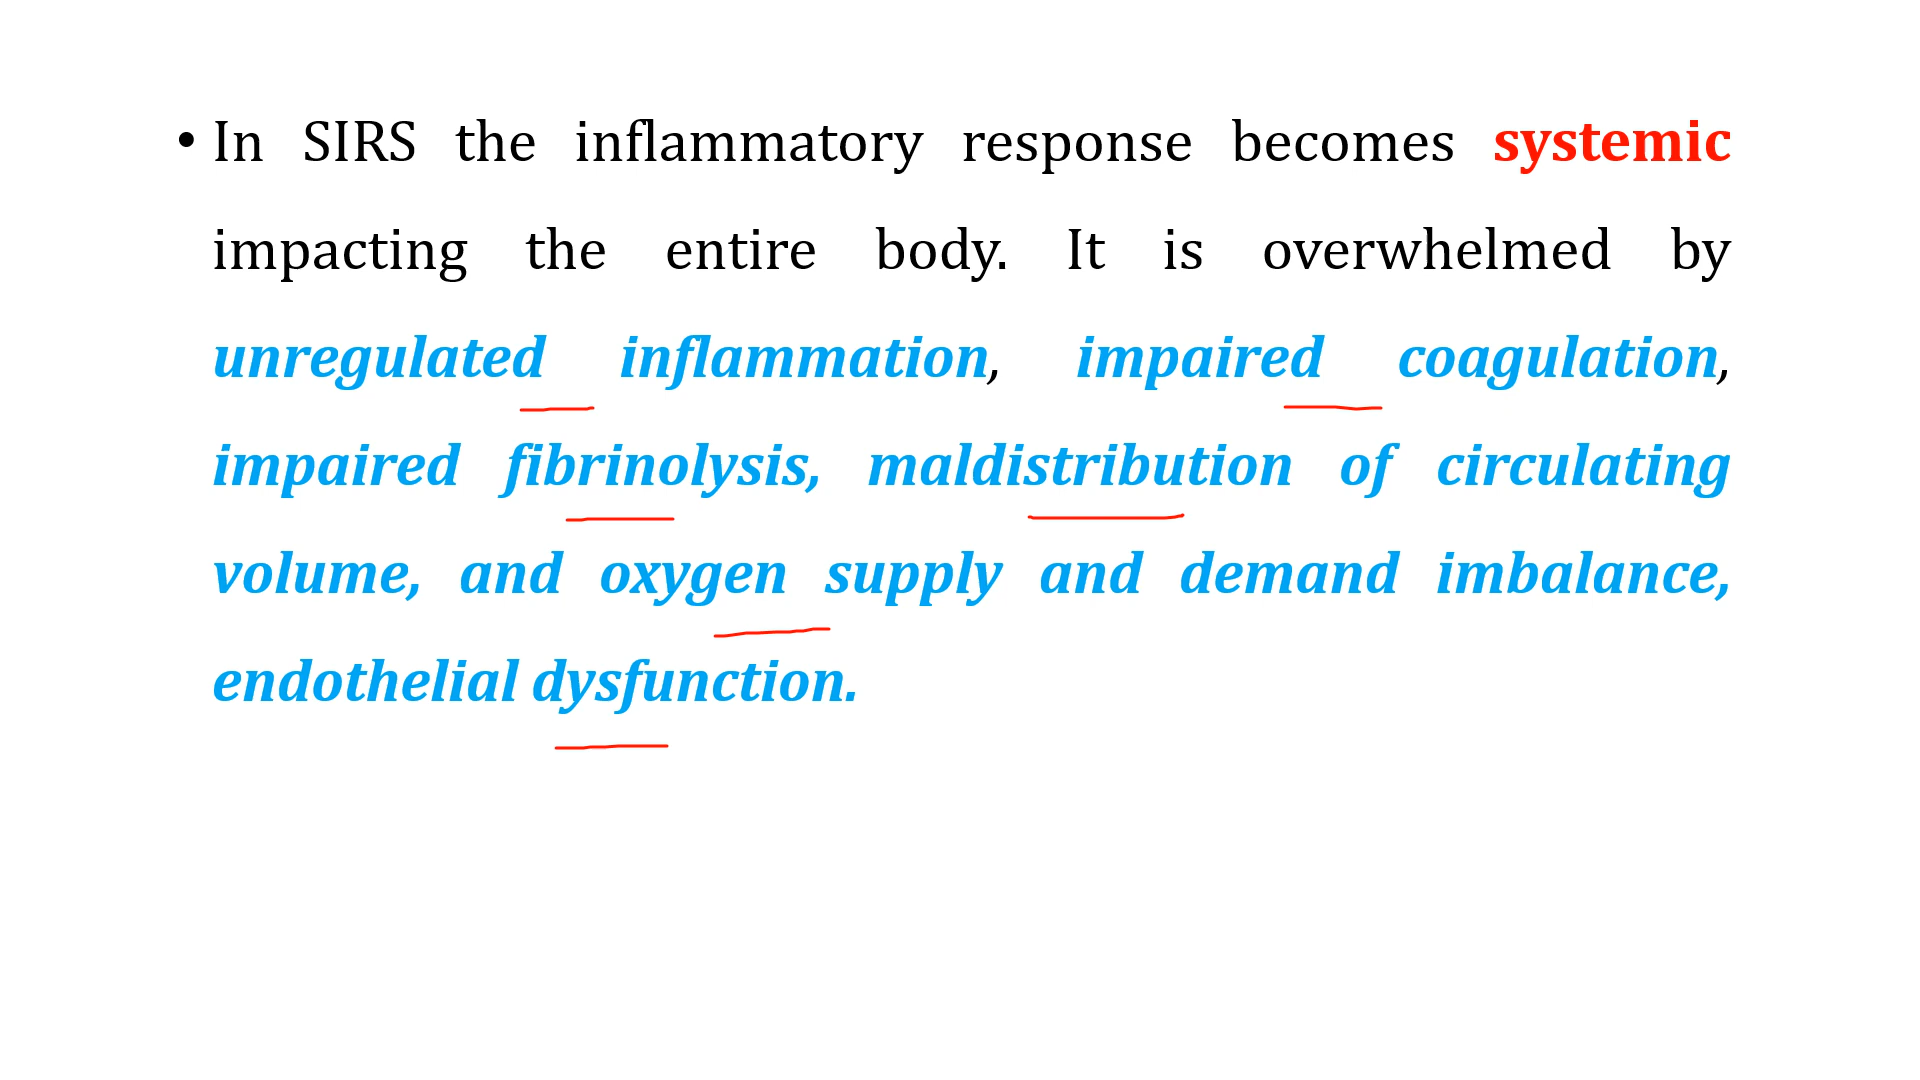 • In SIRS the inflammatory response becomes systemic
impacting the entire body. It is overwhelmed by
unregulated inflammation, impaired coagulation,
impaired fibrinolysis, maldistribution of circulating
volume, and oxygen supply and demand imbalance,
endothelial dysfunction.